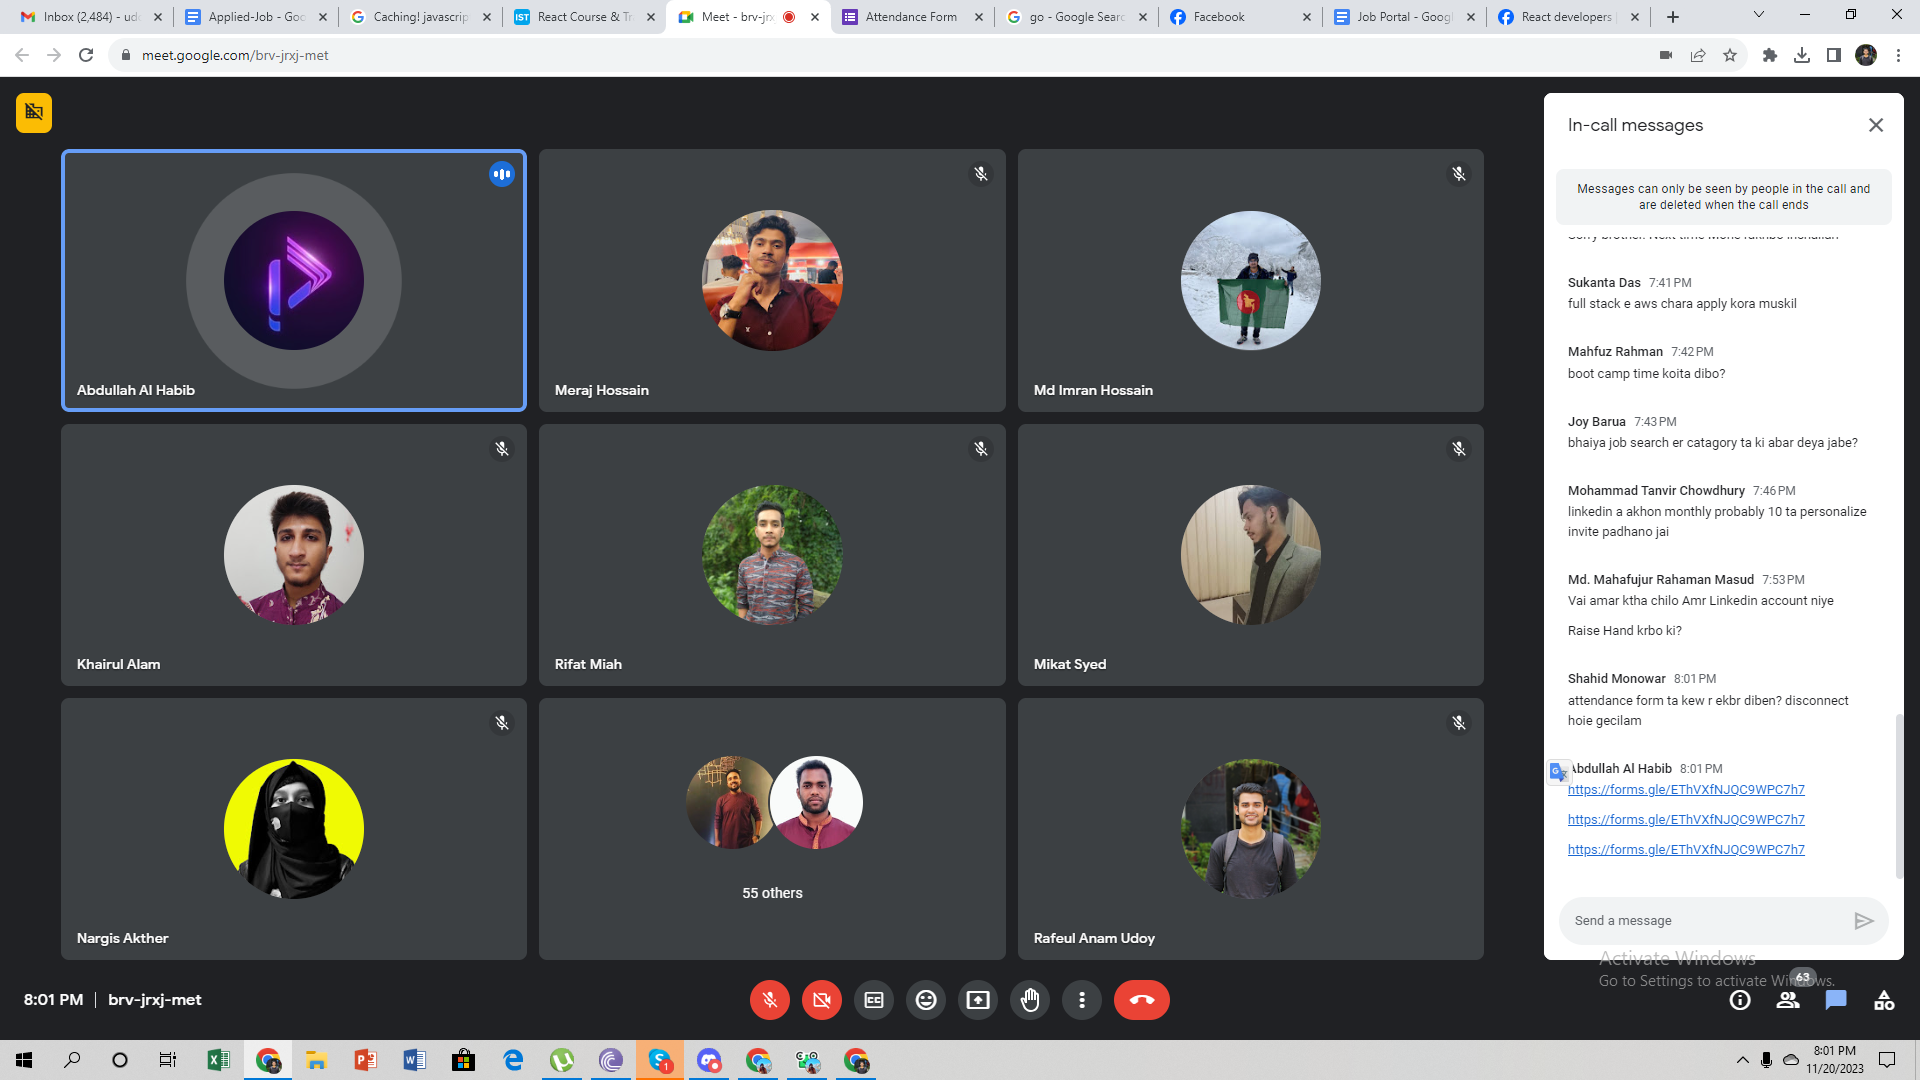 Inbox (2,484) - ud
Applied-Job - Goo
Caching! javascrip
IST
React Course & Tr
Meet - brv-jrx
Attendance Form
go - Google Searc
Facebook
Job Portal - Googl
React developers
meet.google.com/brv-jrxj-met
In-call messages
Messages can only be seen by people in the call and
are deleted when the call ends
Sukanta Das 7:41 PM
full stack e aws chara apply kora muskil
Mahfuz Rahman 7:42 PM
boot camp time koita dibo?
Joy Barua 7:43 PM
bhaiya job search er catagory ta ki abar deya jabe?
Mohammad Tanvir Chowdhury 7:46 PM
linkedin a akhon monthly probably 10 ta personalize
invite padhano jai
Md. Mahafujur Rahaman Masud 7:53 PM
Vai amar ktha chilo Amr Linkedin account niye
Raise Hand krbo ki?
Shahid Monowar 8:01 PM
attendance form ta kew r ekbr diben? disconnect
hoie gecilam
Abdullah Al Habib 8:01 PM
https://forms.gle/EThVXfNJQC9WPC7h7
https://forms.gle/EThVXfNJQC9WPC7h7
https://forms.gle/EThVXfNJQC9WPC7h7
Send a message
Abdullah Al Habib
Meraj Hossain
Md Imran Hossain
Khairul Alam
Rifat Miah
Mikat Syed
Nargis Akther
55 others
Rafeul Anam Udoy
Activate Windows
Go to Settings to activate Windows.
63
8:01 PM | brv-jrxj-met
8:01 PM
11/20/2023